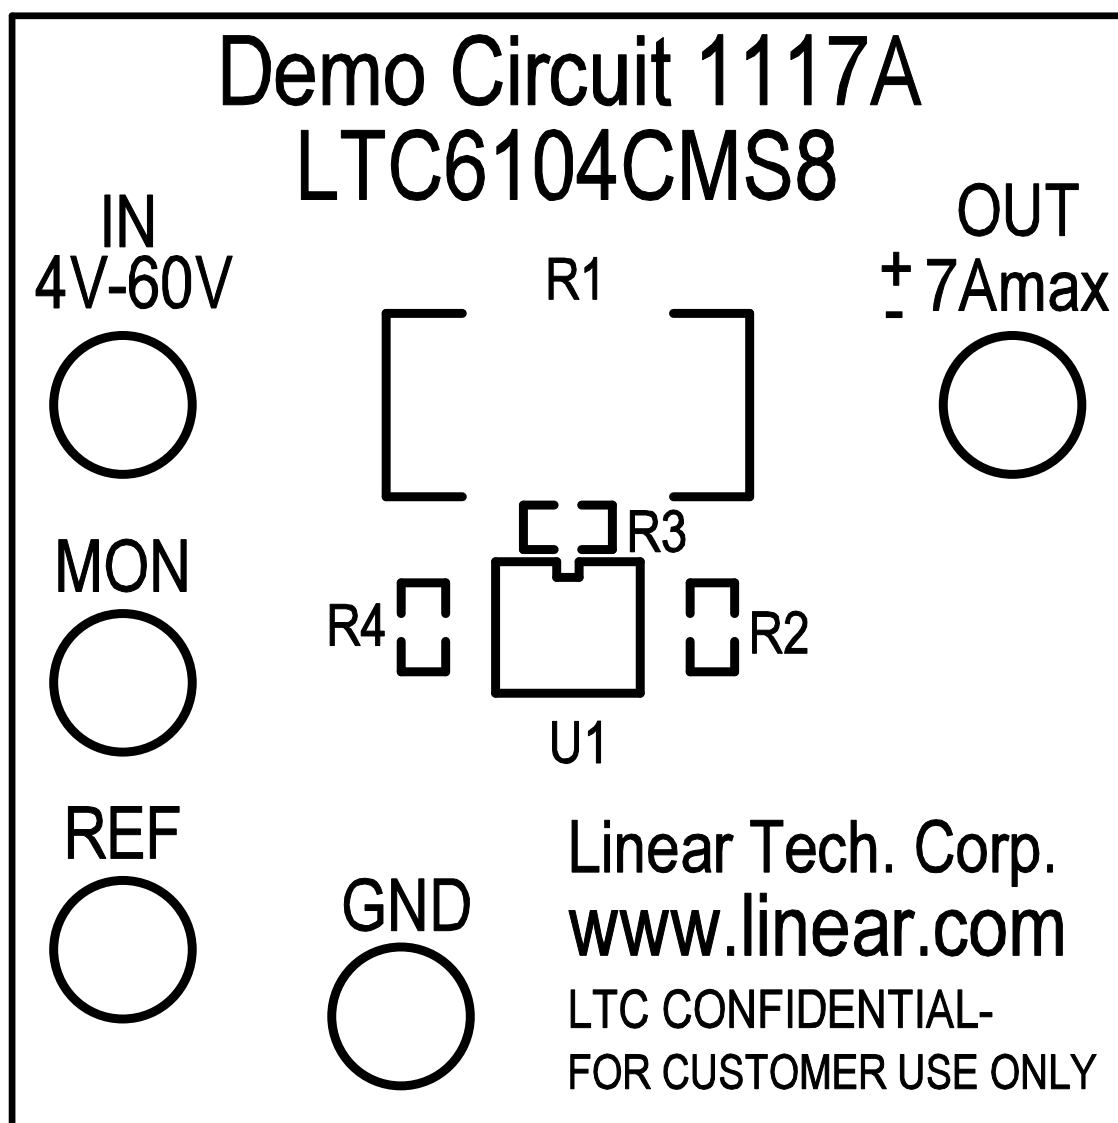 Demo Circuit 1117A
LTC6104CMS8
IN
4V-60V
OUT
+
- 7Amax
R1
R3
MON
R4
R2
U1
REF
GND
Linear Tech. Corp.
www.linear.com
LTC CONFIDENTIAL-
FOR CUSTOMER USE ONLY